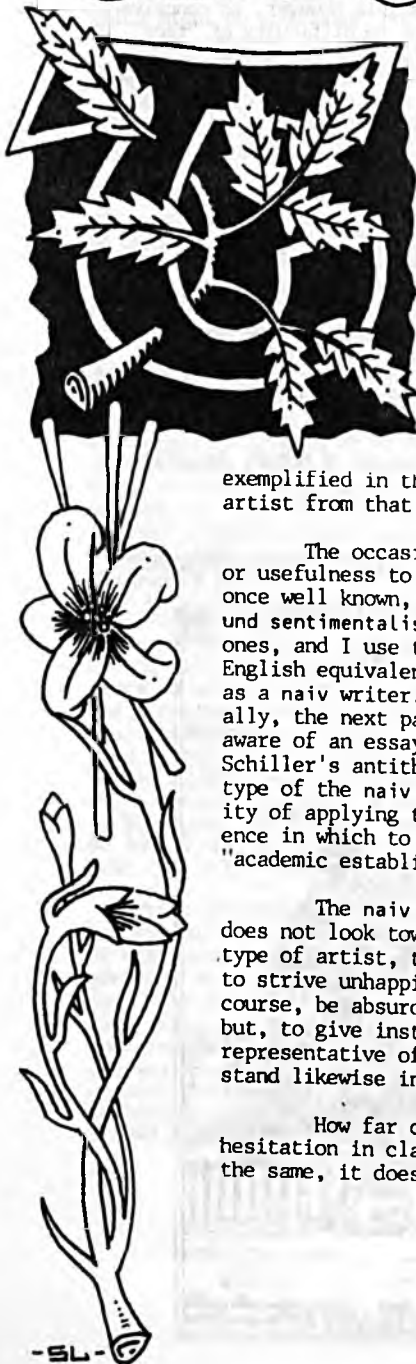 exemplified in th
artist from that
The occasi
or usefulness to
once well known,
und sentimentalis
ones, and I use t
English equivalen
as a naiv writer.
ally, the next pa
aware of an essay
Schiller's antith
type of the naiv
ity of applying t
ence in which to
"academic establi
The naiv
does not look tow
type of artist, t
to strive unhappi
course, be absurd
but, to give inst
representative of
stand likewise in
How far c
hesitation in cla
the same, it does
-SL-